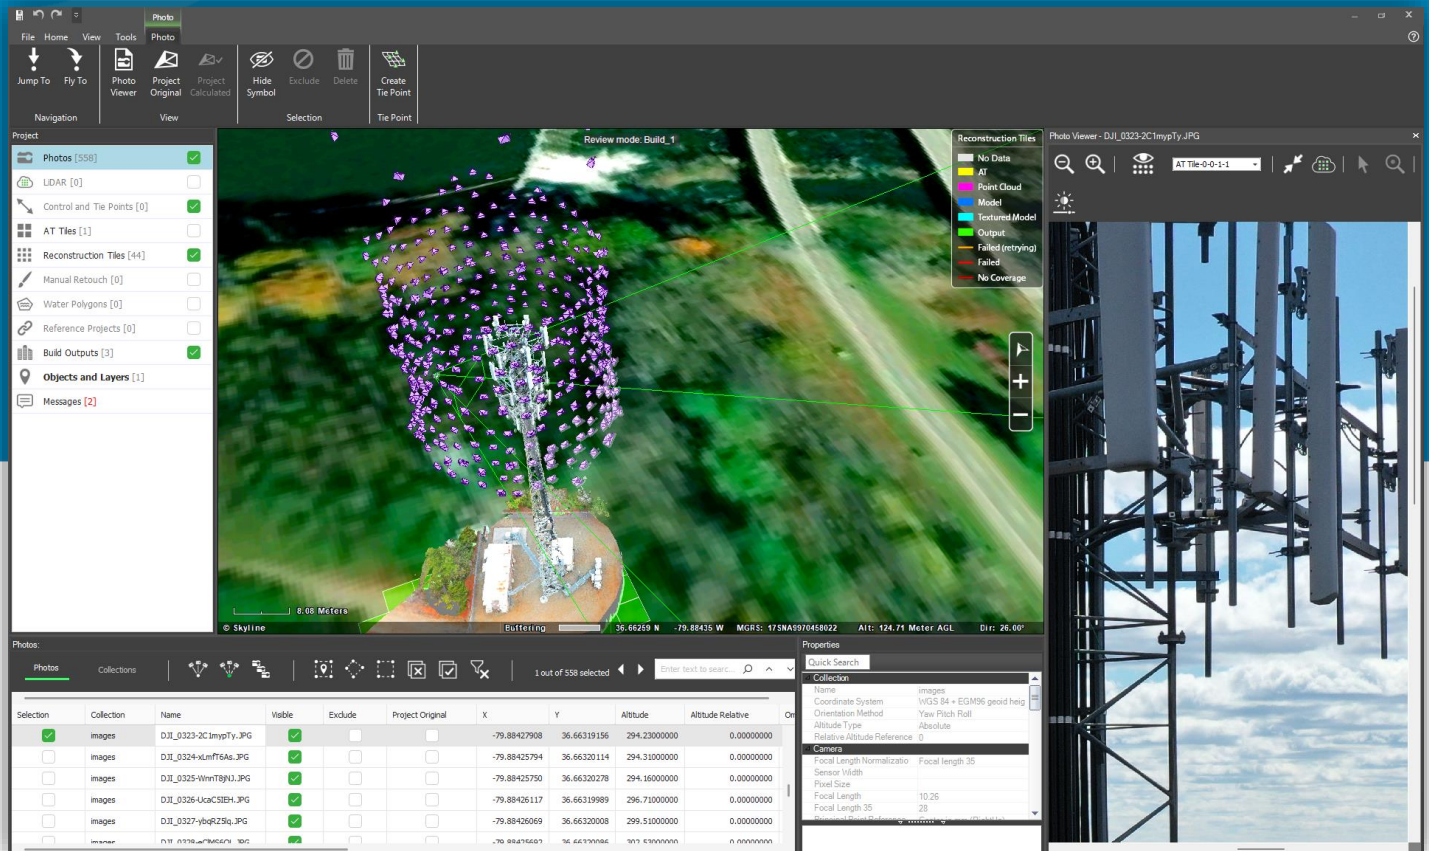 Photo
File Home View Tools Photo
Jump To
Fly To
Photo Viewer
Project Original
Project Calculated
Hide Symbol
Exclude
Delete
Create Tie Point
Navigation
View
Selection
Tie Point
Project
Photos [558]
LiDAR [0]
Control and Tie Points [0]
AT Tiles [1]
Reconstruction Tiles [44]
Manual Retouch [0]
Water Polygons [0]
Reference Projects [0]
Build Outputs [3]
Objects and Layers [1]
Messages [2]
Review mode: Build_1
Reconstruction Tiles
No Data
AT
Point Cloud
Model
Textured Model
Output
Failed (retrying)
Failed
No Coverage
8.08 Meters
© Skyline
Buffering
36.66269 N -79.88435 W MGRS: 17SNA9970458022 Alt: 124.71 Meter AGL Dir: 26.00°
Photo Viewer - DJI_0323-2C1mypTy.JPG
AT Tile-0-0-1-1
Photos:
Photos Collections
1 out of 558 selected
Enter text to searc...
Selection Collection Name Visible Exclude Project Original X Y Altitude Altitude Relative Om
images DJI_0323-2C1mypTy.JPG -79.88427908 36.66319156 294.23000000 0.00000000
images DJI_0324-xLmfT6As.JPG -79.88425794 36.66320114 294.31000000 0.00000000
images DJI_0325-WnnT8jNJ.JPG -79.88425750 36.66320278 294.16000000 0.00000000
images DJI_0326-UcaC5IEH.JPG -79.88426117 36.66319989 296.71000000 0.00000000
images DJI_0327-ybqRZ5lq.JPG -79.88426069 36.66320008 299.51000000 0.00000000
images
Properties
Quick Search
Collection
Name images
Coordinate System WGS 84 + EGM96 geoid heig
Orientation Method Yaw Pitch Roll
Altitude Type Absolute
Relative Altitude Reference 0
Camera
Focal Length Normalizatio Focal length 35
Sensor Width
Pixel Size
Focal Length 10.26
Focal Length 35 28